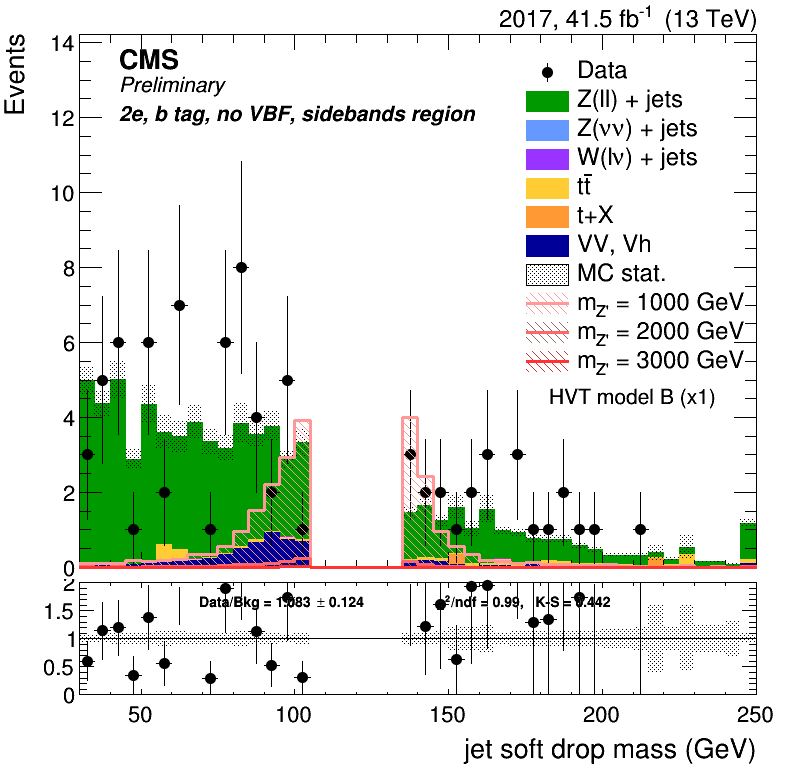 2017, 41.5 fb⁻¹ (13 TeV)
Events
CMS
Preliminary
2e, b tag, no VBF, sidebands region
Data
Z(ll) + jets
Z(νν) + jets
W(lν) + jets
tt̄
t+X
VV, Vh
MC stat.
m_Z' = 1000 GeV
m_Z' = 2000 GeV
m_Z' = 3000 GeV
HVT model B (x1)
14
12
10
8
6
4
2
0
Data/Bkg = 1.083 ± 0.124
²/ndf = 0.99, K-S = 0.442
2
1.5
1
0.5
0
50 100 150 200 250
jet soft drop mass (GeV)